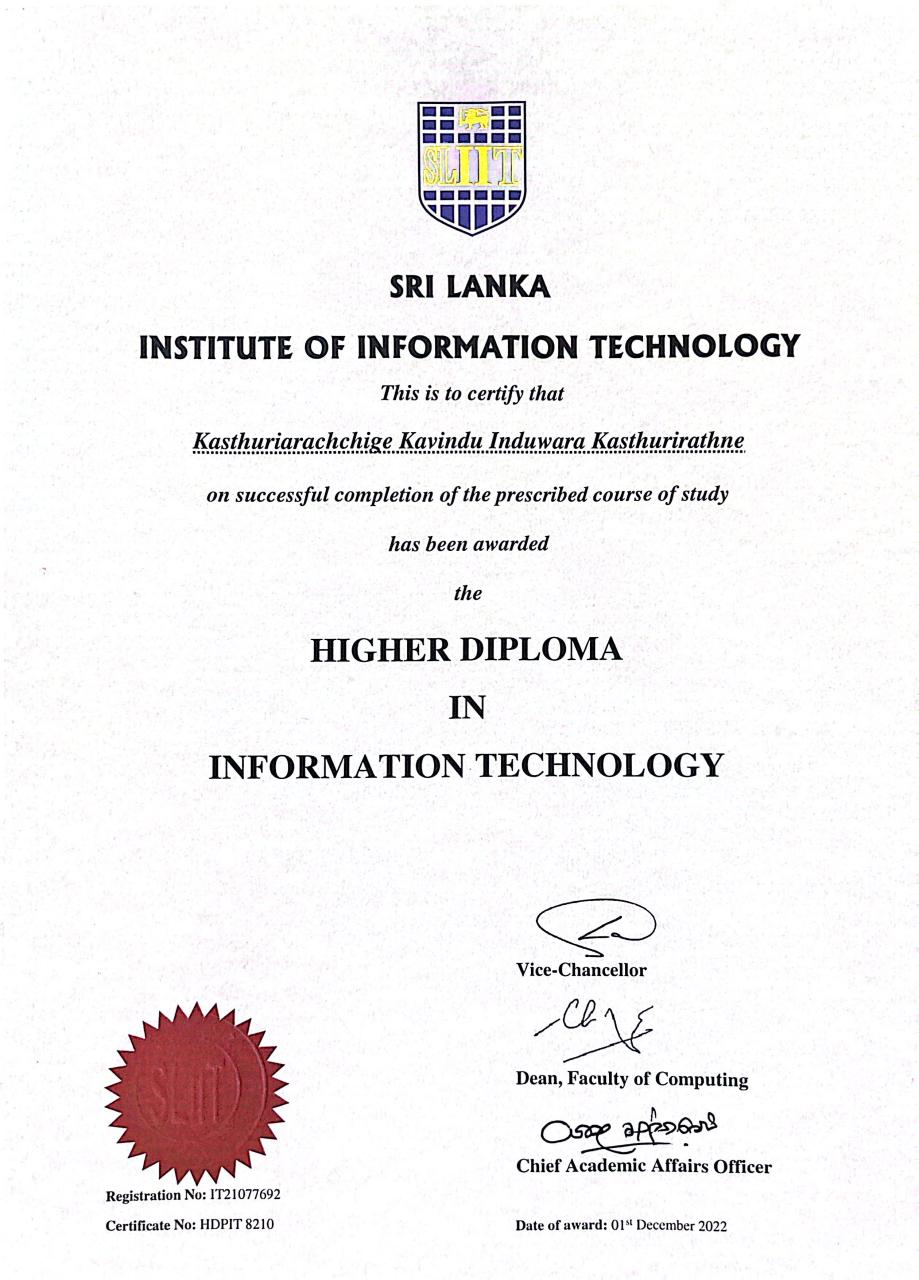 SLIIT
SRI LANKA
INSTITUTE OF INFORMATION TECHNOLOGY
This is to certify that
Kasthuriarachchige Kavindu Induwara Kasthurirathne
on successful completion of the prescribed course of study
has been awarded
the
HIGHER DIPLOMA
IN
INFORMATION TECHNOLOGY
Vice-Chancellor
Dean, Faculty of Computing
Chief Academic Affairs Officer
SLIIT
Registration No: IT21077692
Certificate No: HDPIT 8210
Date of award: 01st December 2022